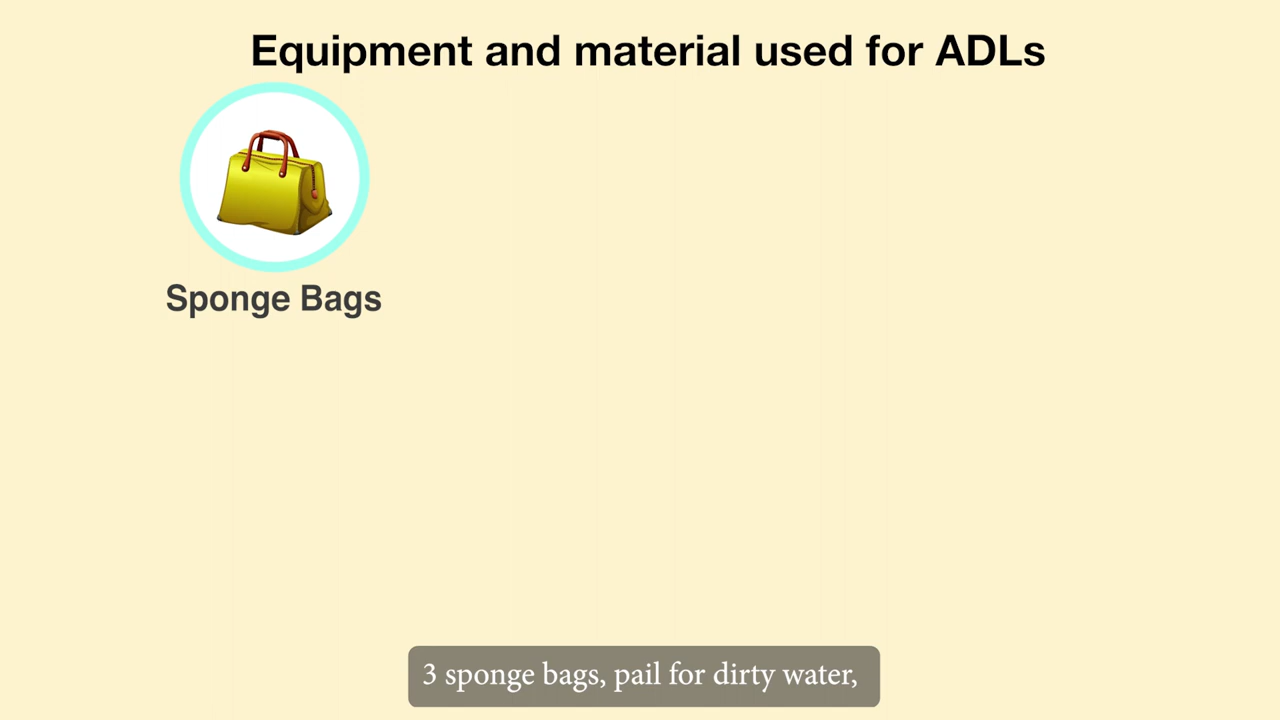 Equipment and material used for ADLs
Sponge Bags
3 sponge bags, pail for dirty water,